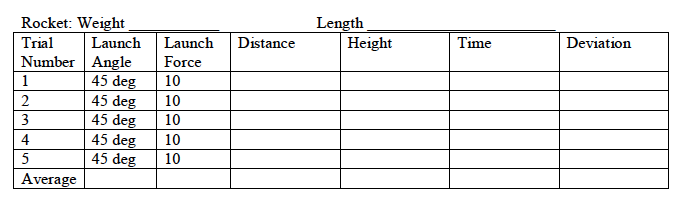 Rocket: Weight ____________ Length _________________________
Trial Number Launch Angle Launch Force Distance Height Time Deviation
1 45 deg 10
2 45 deg 10
3 45 deg 10
4 45 deg 10
5 45 deg 10
Average